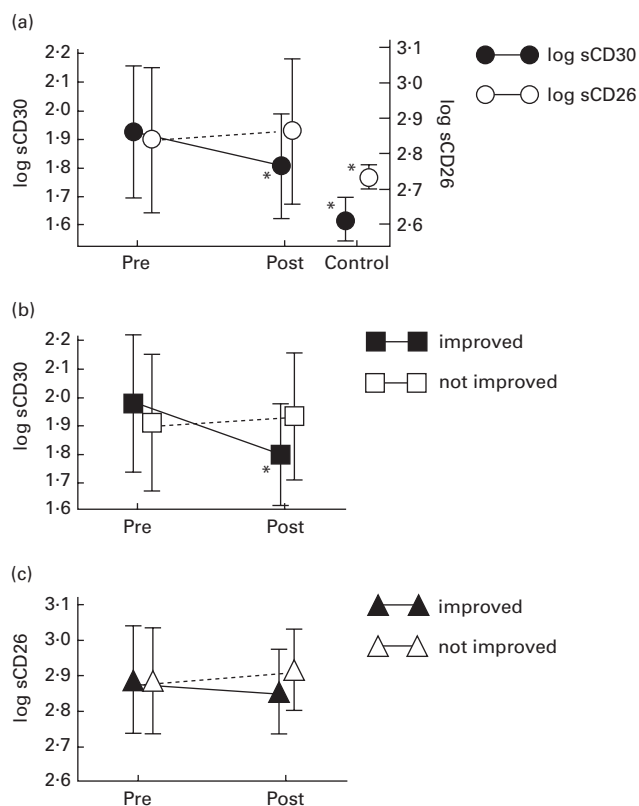 (a)
2·2
2·1
2·0
1·9
1·8
1·7
1·6
log sCD30
3·1
3·0
2·9
2·8
2·7
2·6
log sCD26
*
*
*
Pre
Post
Control
log sCD30
log sCD26
(b)
2·2
2·1
2·0
1·9
1·8
1·7
1·6
log sCD30
*
Pre
Post
improved
not improved
(c)
3·1
3·0
2·9
2·8
2·7
2·6
log sCD26
Pre
Post
improved
not improved